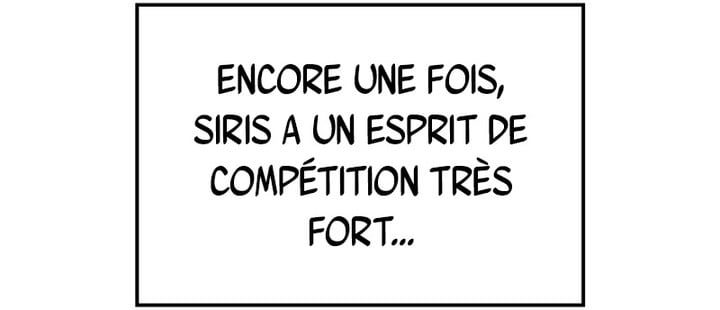 ENCORE UNE FOIS,
SIRIS A UN ESPRIT DE
COMPÉTITION TRÈS
FORT...